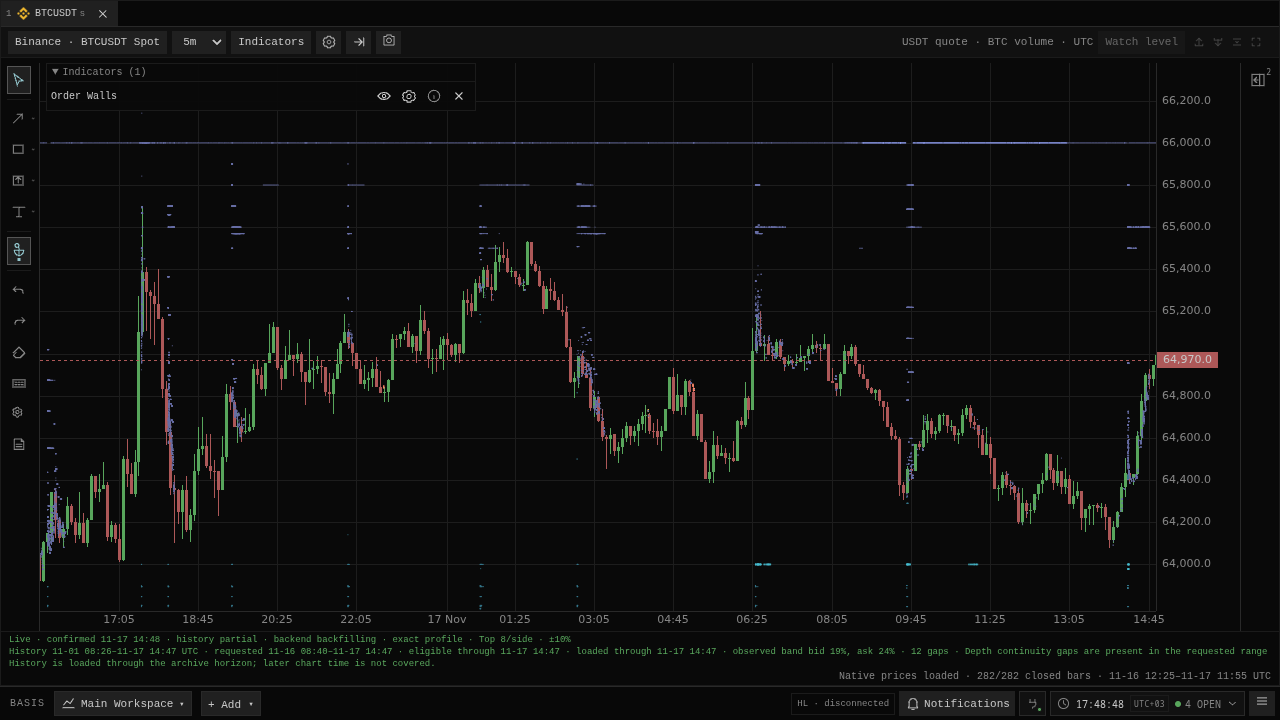 1 BTCUSDT s
Binance · BTCUSDT Spot 5m Indicators USDT quote · BTC volume · UTC Watch level
Indicators (1) 2
Order Walls
66,200.0
66,000.0
65,800.0
65,600.0
65,400.0
65,200.0
64,970.0
64,800.0
64,600.0
64,400.0
64,200.0
64,000.0
17:05 18:45 20:25 22:05 17 Nov 01:25 03:05 04:45 06:25 08:05 09:45 11:25 13:05 14:45
Live · confirmed 11-17 14:48 · history partial · backend backfilling · exact profile · Top 8/side · ±10%
History 11-01 08:26–11-17 14:47 UTC · requested 11-16 08:40–11-17 14:47 · eligible through 11-17 14:47 · loaded through 11-17 14:47 · observed band bid 19%, ask 24% · 12 gaps · Depth continuity gaps are present in the requested range
History is loaded through the archive horizon; later chart time is not covered.
Native prices loaded · 282/282 closed bars · 11-16 12:25–11-17 11:55 UTC
BASIS Main Workspace + Add HL · disconnected Notifications 17:48:48 UTC+03 4 OPEN